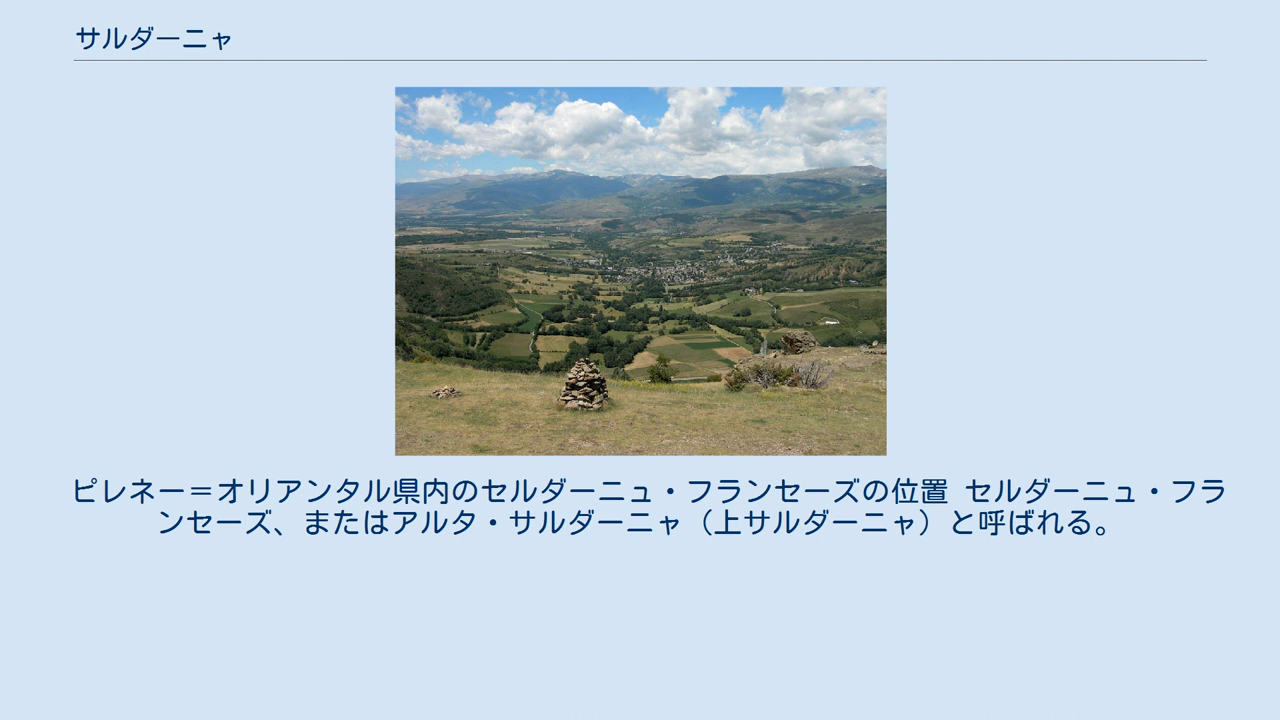 サルダーニャ
ピレネー＝オリアンタル県内のセルダーニュ・フランセーズの位置 セルダーニュ・フラ
ンセーズ、またはアルタ・サルダーニャ（上サルダーニャ）と呼ばれる。